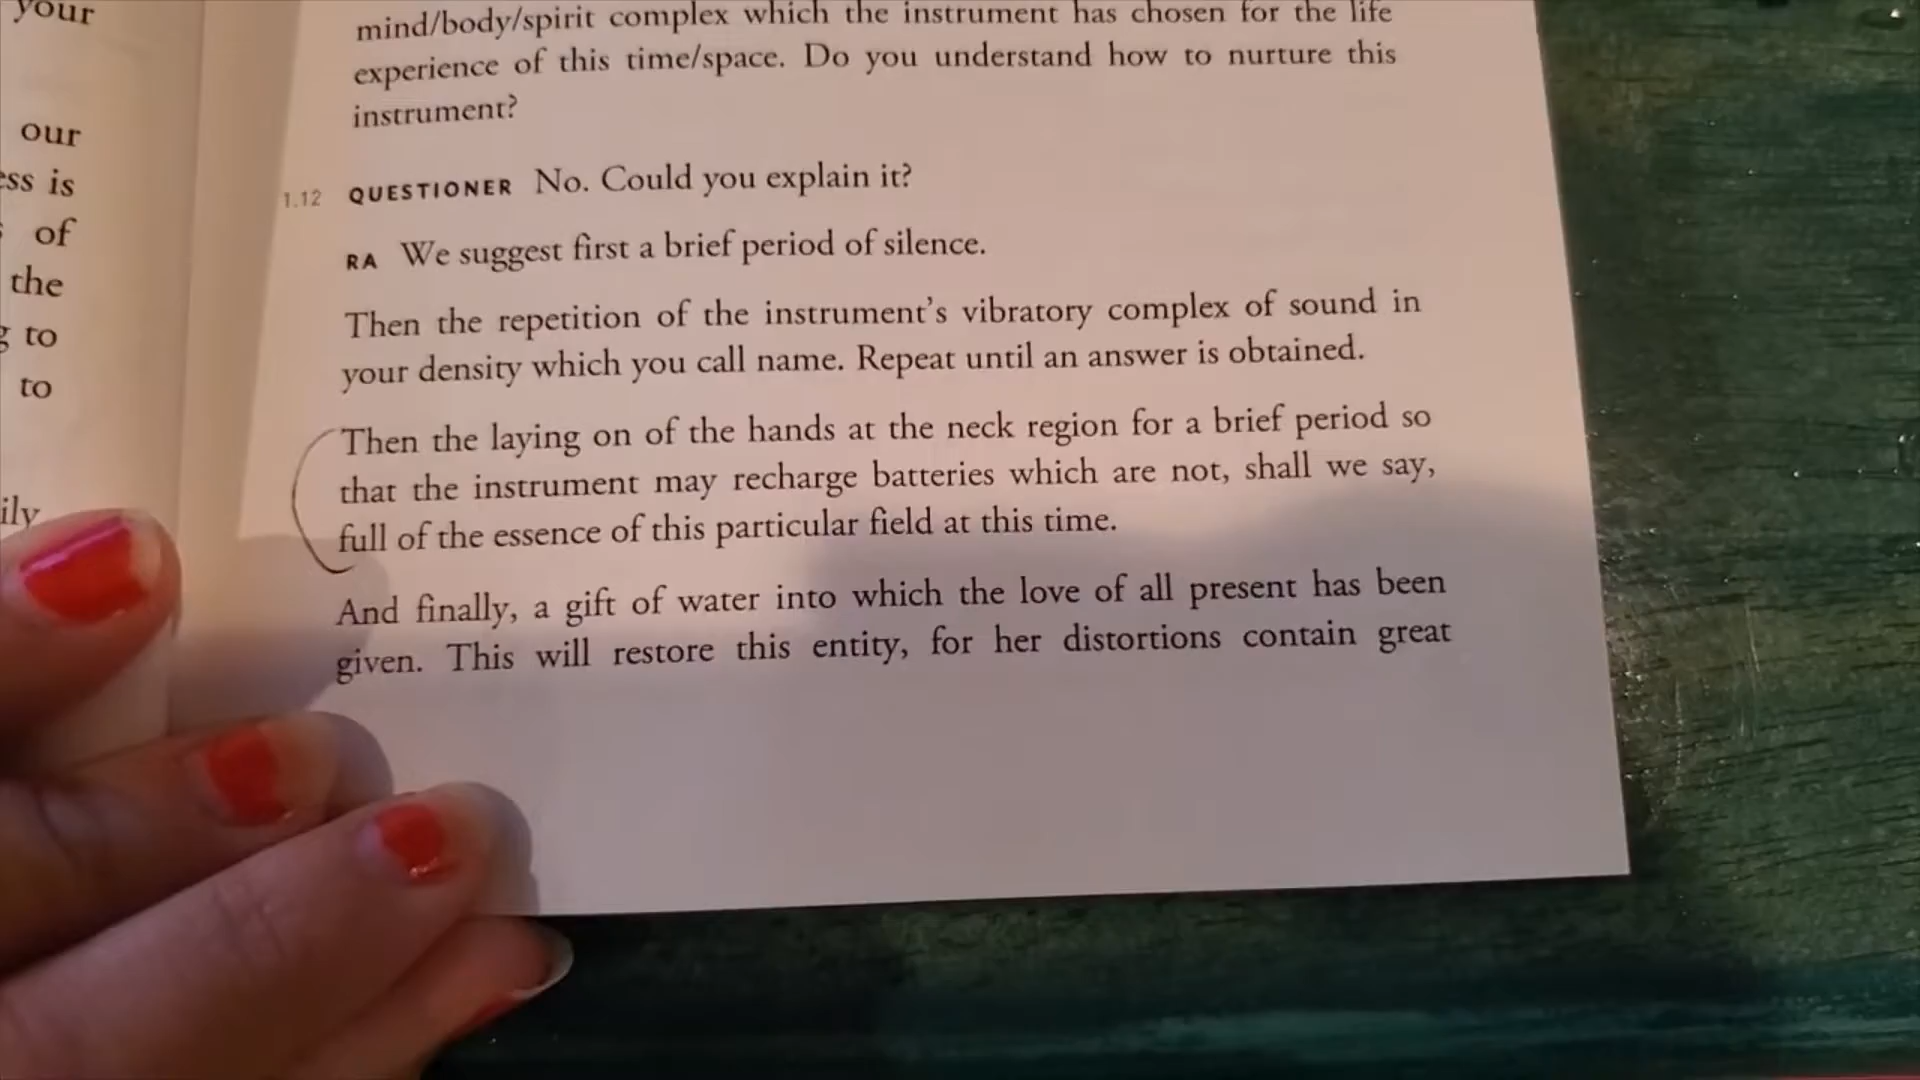 your
our
ess is
of
the
g to
to
ily
mind/body/spirit complex which the instrument has chosen for the life
experience of this time/space. Do you understand how to nurture this
instrument?
1.12 QUESTIONER No. Could you explain it?
RA We suggest first a brief period of silence.
Then the repetition of the instrument's vibratory complex of sound in
your density which you call name. Repeat until an answer is obtained.
Then the laying on of the hands at the neck region for a brief period so
that the instrument may recharge batteries which are not, shall we say,
full of the essence of this particular field at this time.
And finally, a gift of water into which the love of all present has been
given. This will restore this entity, for her distortions contain great